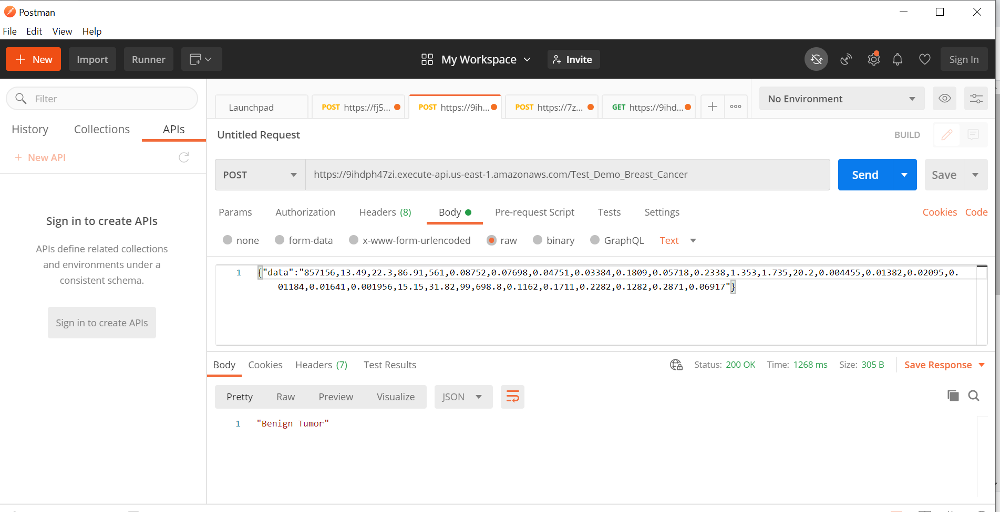 Postman
File Edit View Help
+ New Import Runner My Workspace Invite Sign In
Filter
History Collections APIs
+ New API
Sign in to create APIs
APIs define related collections
and environments under a
consistent schema.
Sign in to create APIs
Launchpad POST https://fj5... POST https://9ih... POST https://7z... GET https://9ihd... No Environment
Untitled Request BUILD
POST https://9ihdph47zi.execute-api.us-east-1.amazonaws.com/Test_Demo_Breast_Cancer Send Save
Params Authorization Headers (8) Body Pre-request Script Tests Settings Cookies Code
none form-data x-www-form-urlencoded raw binary GraphQL Text
1 {"data":"857156,13.49,22.3,86.91,561,0.08752,0.07698,0.04751,0.03384,0.1809,0.05718,0.2338,1.353,1.735,20.2,0.004455,0.01382,0.02095,0.
01184,0.01641,0.001956,15.15,31.82,99,698.8,0.1162,0.1711,0.2282,0.1282,0.2871,0.06917"}
Body Cookies Headers (7) Test Results Status: 200 OK Time: 1268 ms Size: 305 B Save Response
Pretty Raw Preview Visualize JSON
1 "Benign Tumor"